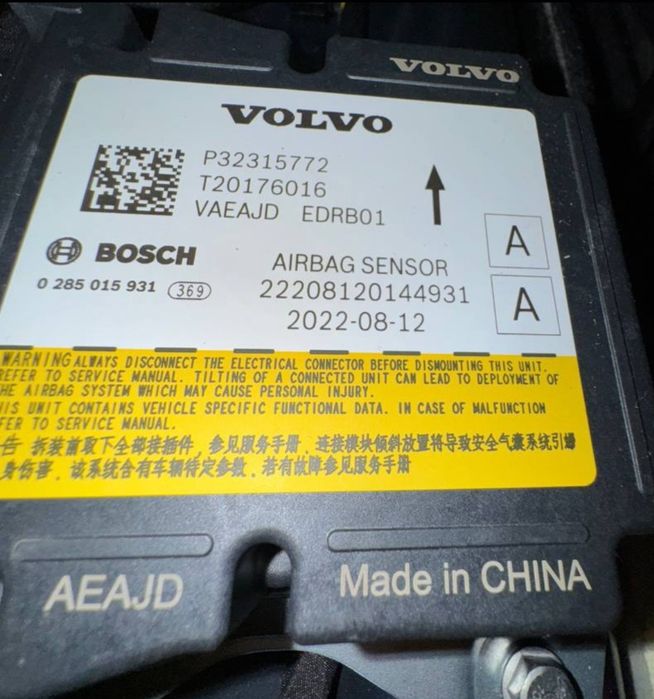 VOLVO
VOLVO
P32315772
T20176016
VAEAJD EDRB01
BOSCH
0 285 015 931 369
AIRBAG SENSOR
22208120144931
2022-08-12
A
A
WARNING ALWAYS DISCONNECT THE ELECTRICAL CONNECTOR BEFORE DISMOUNTING THIS UNIT.
REFER TO SERVICE MANUAL. TILTING OF A CONNECTED UNIT CAN LEAD TO DEPLOYMENT OF
HE AIRBAG SYSTEM WHICH MAY CAUSE PERSONAL INJURY.
HIS UNIT CONTAINS VEHICLE SPECIFIC FUNCTIONAL DATA. IN CASE OF MALFUNCTION
FER TO SERVICE MANUAL.
告 拆装前取下全部接插件，参见服务手册．连接模块倾斜放置将导致安全气囊系统引爆
身伤害．该系统含有车辆特定参数．若有故障参见服务手册
AEAJD
Made in CHINA